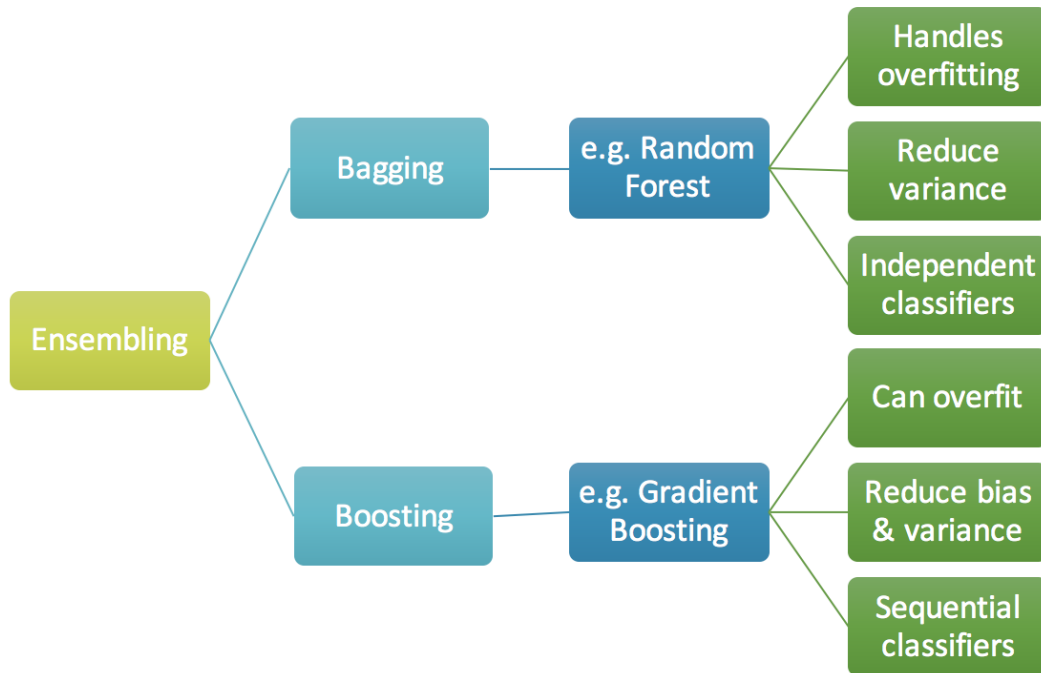 Ensembling
Bagging
e.g. Random
Forest
Handles
overfitting
Reduce
variance
Independent
classifiers
Boosting
e.g. Gradient
Boosting
Can overfit
Reduce bias
& variance
Sequential
classifiers